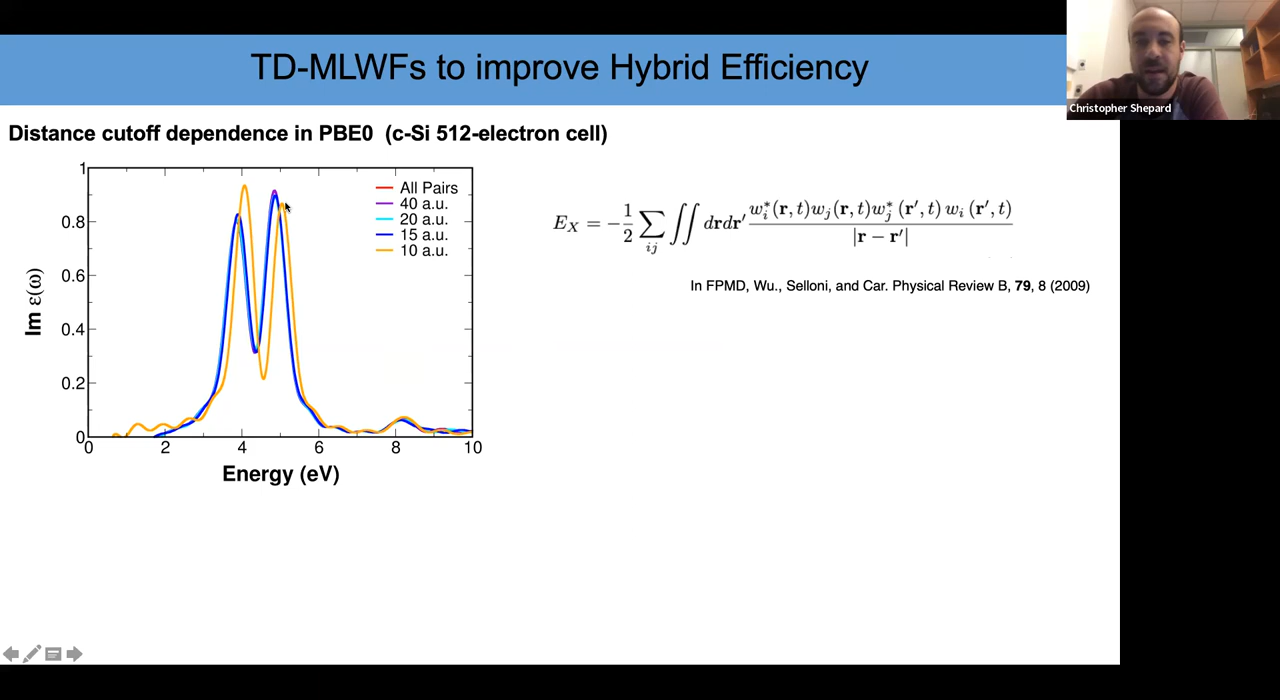 TD-MLWFs to improve Hybrid Efficiency
Christopher Shepard
Distance cutoff dependence in PBE0 (c-Si 512-electron cell)
1
0.8
0.6
0.4
0.2
0
0 2 4 6 8 10
Im ε(ω)
Energy (eV)
All Pairs
40 a.u.
20 a.u.
15 a.u.
10 a.u.
E_X = −1/2 ∑_{ij} ∬ drdr′ w_i^*(r, t)w_j(r, t)w_j^*(r′, t) w_i(r′, t) / |r − r′|
In FPMD, Wu., Selloni, and Car. Physical Review B, 79, 8 (2009)